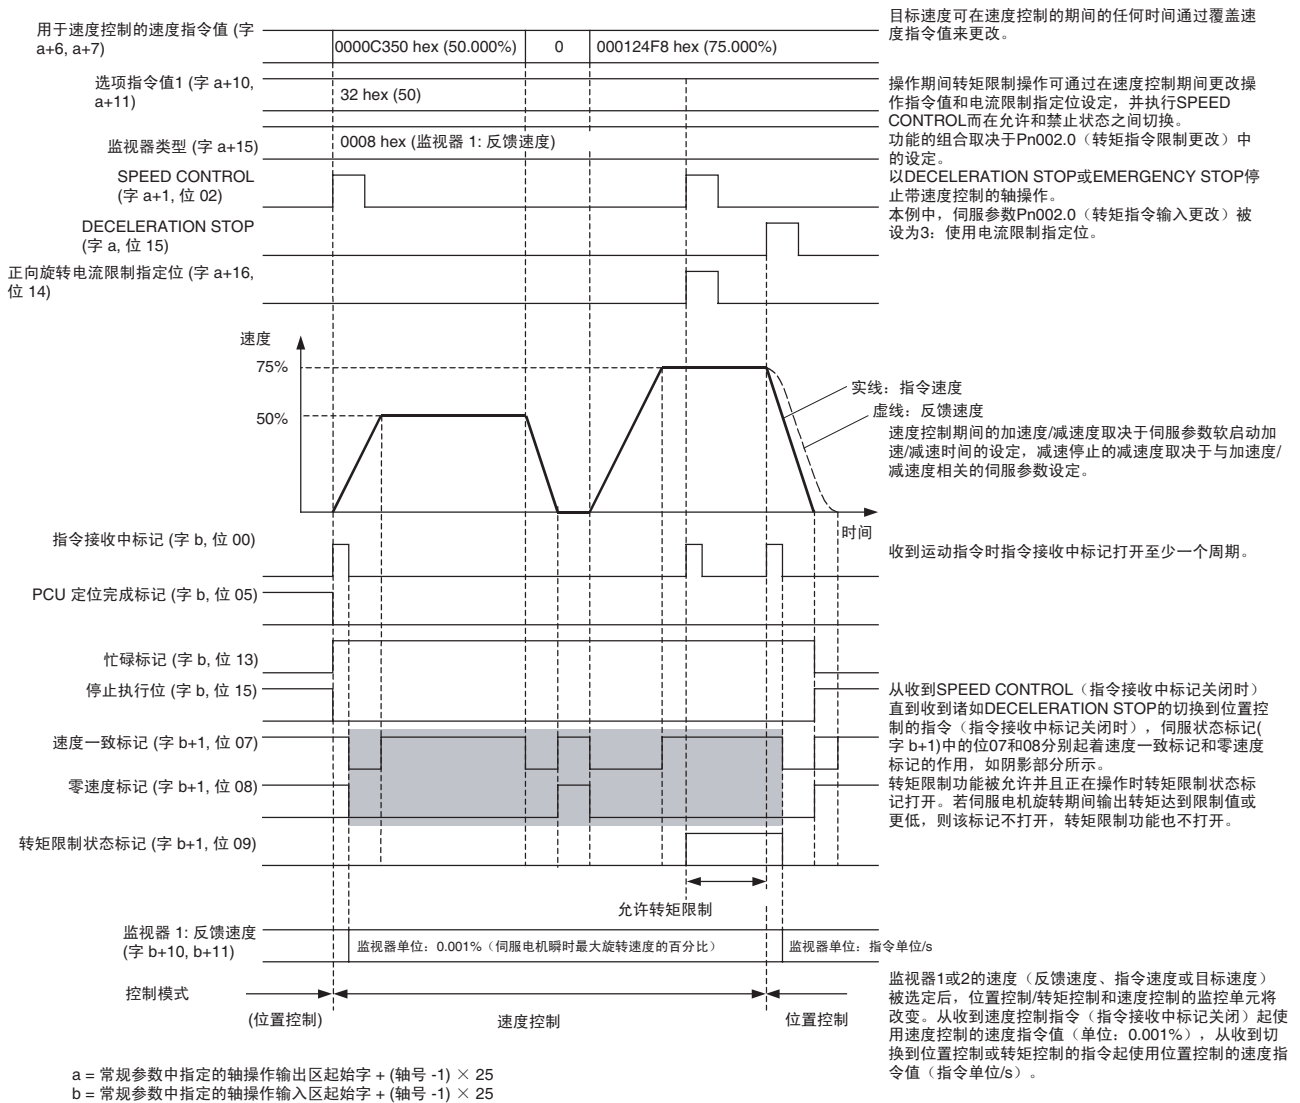 用于速度控制的速度指令值 (字
a+6, a+7)
0000C350 hex (50.000%)
0
000124F8 hex (75.000%)
目标速度可在速度控制的期间的任何时间通过覆盖速
度指令值来更改。
选项指令值1 (字 a+10,
a+11)
32 hex (50)
操作期间转矩限制操作可通过在速度控制期间更改操
作指令值和电流限制指定位设定，并执行SPEED
CONTROL而在允许和禁止状态之间切换。
功能的组合取决于Pn002.0（转矩指令限制更改）中
的设定。
以DECELERATION STOP或EMERGENCY STOP停
止带速度控制的轴操作。
本例中，伺服参数Pn002.0（转矩指令输入更改）被
设为3：使用电流限制指定位。
监视器类型 (字 a+15)
0008 hex (监视器 1: 反馈速度)
SPEED CONTROL
(字 a+1, 位 02)
DECELERATION STOP
(字 a, 位 15)
正向旋转电流限制指定位 (字 a+16,
位 14)
速度
75%
50%
实线：指令速度
虚线：反馈速度
速度控制期间的加速度/减速度取决于伺服参数软启动加
速/减速时间的设定，减速停止的减速度取决于与加速度/
减速度相关的伺服参数设定。
时间
指令接收中标记 (字 b, 位 00)
收到运动指令时指令接收中标记打开至少一个周期。
PCU 定位完成标记 (字 b, 位 05)
忙碌标记 (字 b, 位 13)
停止执行位 (字 b, 位 15)
速度一致标记 (字 b+1, 位 07)
零速度标记 (字 b+1, 位 08)
转矩限制状态标记 (字 b+1, 位 09)
从收到SPEED CONTROL（指令接收中标记关闭时）
直到收到诸如DECELERATION STOP的切换到位置控
制的指令（指令接收中标记关闭时），伺服状态标记(
字 b+1)中的位07和08分别起着速度一致标记和零速度
标记的作用，如阴影部分所示。
转矩限制功能被允许并且正在操作时转矩限制状态标
记打开。若伺服电机旋转期间输出转矩达到限制值或
更低，则该标记不打开，转矩限制功能也不打开。
允许转矩限制
监视器 1: 反馈速度
(字 b+10, b+11)
监视器单位：0.001%（伺服电机瞬时最大旋转速度的百分比）
监视器单位：指令单位/s
控制模式
(位置控制)
速度控制
位置控制
监视器1或2的速度（反馈速度、指令速度或目标速度）
被选定后，位置控制/转矩控制和速度控制的监控单元将
改变。从收到速度控制指令（指令接收中标记关闭）起使
用速度控制的速度指令值（单位：0.001%），从收到切
换到位置控制或转矩控制的指令起使用位置控制的速度指
令值（指令单位/s）。
a = 常规参数中指定的轴操作输出区起始字 + (轴号 -1) × 25
b = 常规参数中指定的轴操作输入区起始字 + (轴号 -1) × 25